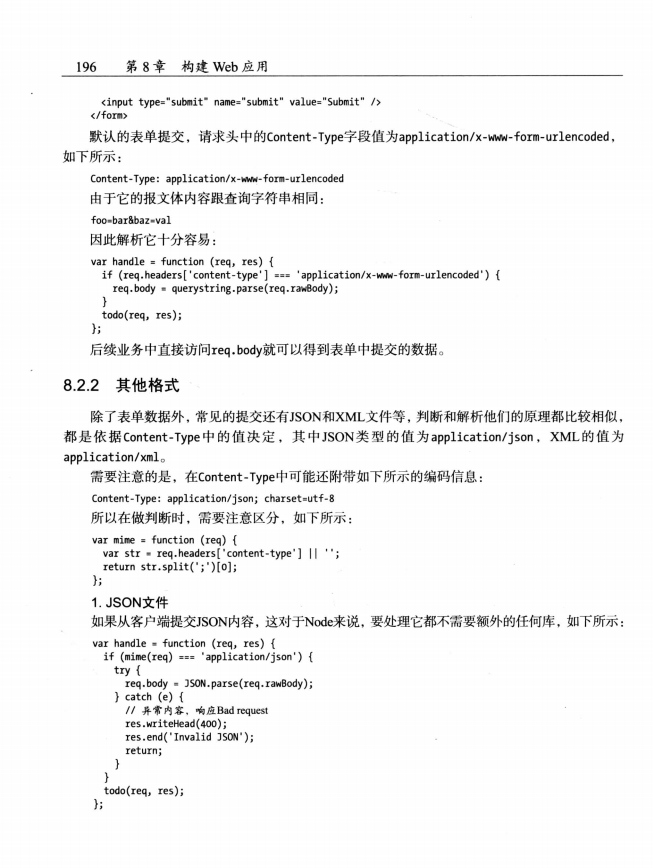 196 第 8 章 构建 Web 应用
<input type="submit" name="submit" value="Submit" />
</form>
默认的表单提交，请求头中的Content-Type字段值为application/x-www-form-urlencoded，
如下所示：
Content-Type: application/x-www-form-urlencoded
由于它的报文体内容跟查询字符串相同：
foo=bar&baz=val
因此解析它十分容易：
var handle = function (req, res) {
if (req.headers['content-type'] === 'application/x-www-form-urlencoded') {
req.body = querystring.parse(req.rawBody);
}
todo(req, res);
};
后续业务中直接访问req.body就可以得到表单中提交的数据。
8.2.2 其他格式
除了表单数据外，常见的提交还有JSON和XML文件等，判断和解析他们的原理都比较相似，
都是依据Content-Type中的值决定，其中JSON类型的值为application/json，XML的值为
application/xml。
需要注意的是，在Content-Type中可能还附带如下所示的编码信息：
Content-Type: application/json; charset=utf-8
所以在做判断时，需要注意区分，如下所示：
var mime = function (req) {
var str = req.headers['content-type'] || '';
return str.split(';')[0];
};
1. JSON文件
如果从客户端提交JSON内容，这对于Node来说，要处理它都不需要额外的任何库，如下所示：
var handle = function (req, res) {
if (mime(req) === 'application/json') {
try {
req.body = JSON.parse(req.rawBody);
} catch (e) {
// 异常内容，响应Bad request
res.writeHead(400);
res.end('Invalid JSON');
return;
}
}
todo(req, res);
};